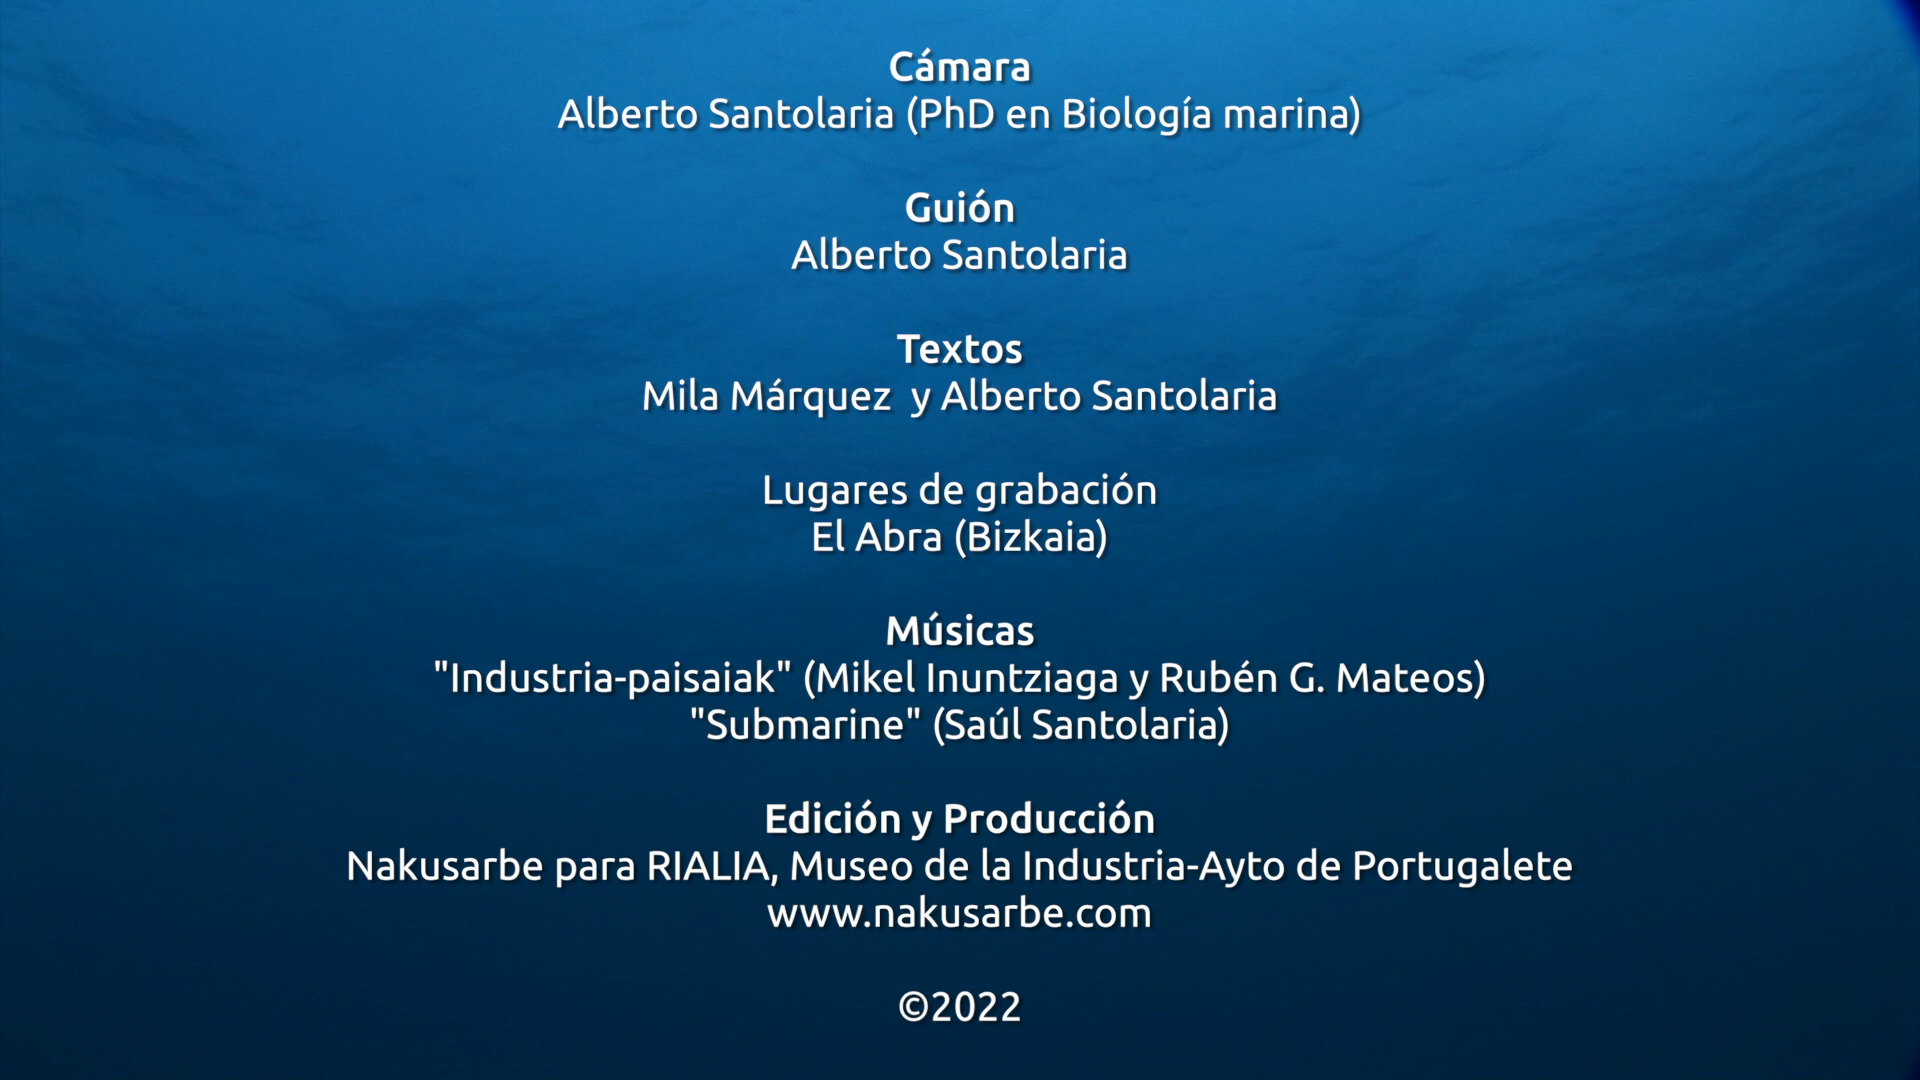 Cámara
Alberto Santolaria (PhD en Biología marina)
Guión
Alberto Santolaria
Textos
Mila Márquez  y Alberto Santolaria
Lugares de grabación
El Abra (Bizkaia)
Músicas
"Industria-paisaiak" (Mikel Inuntziaga y Rubén G. Mateos)
"Submarine" (Saúl Santolaria)
Edición y Producción
Nakusarbe para RIALIA, Museo de la Industria-Ayto de Portugalete
www.nakusarbe.com
©2022